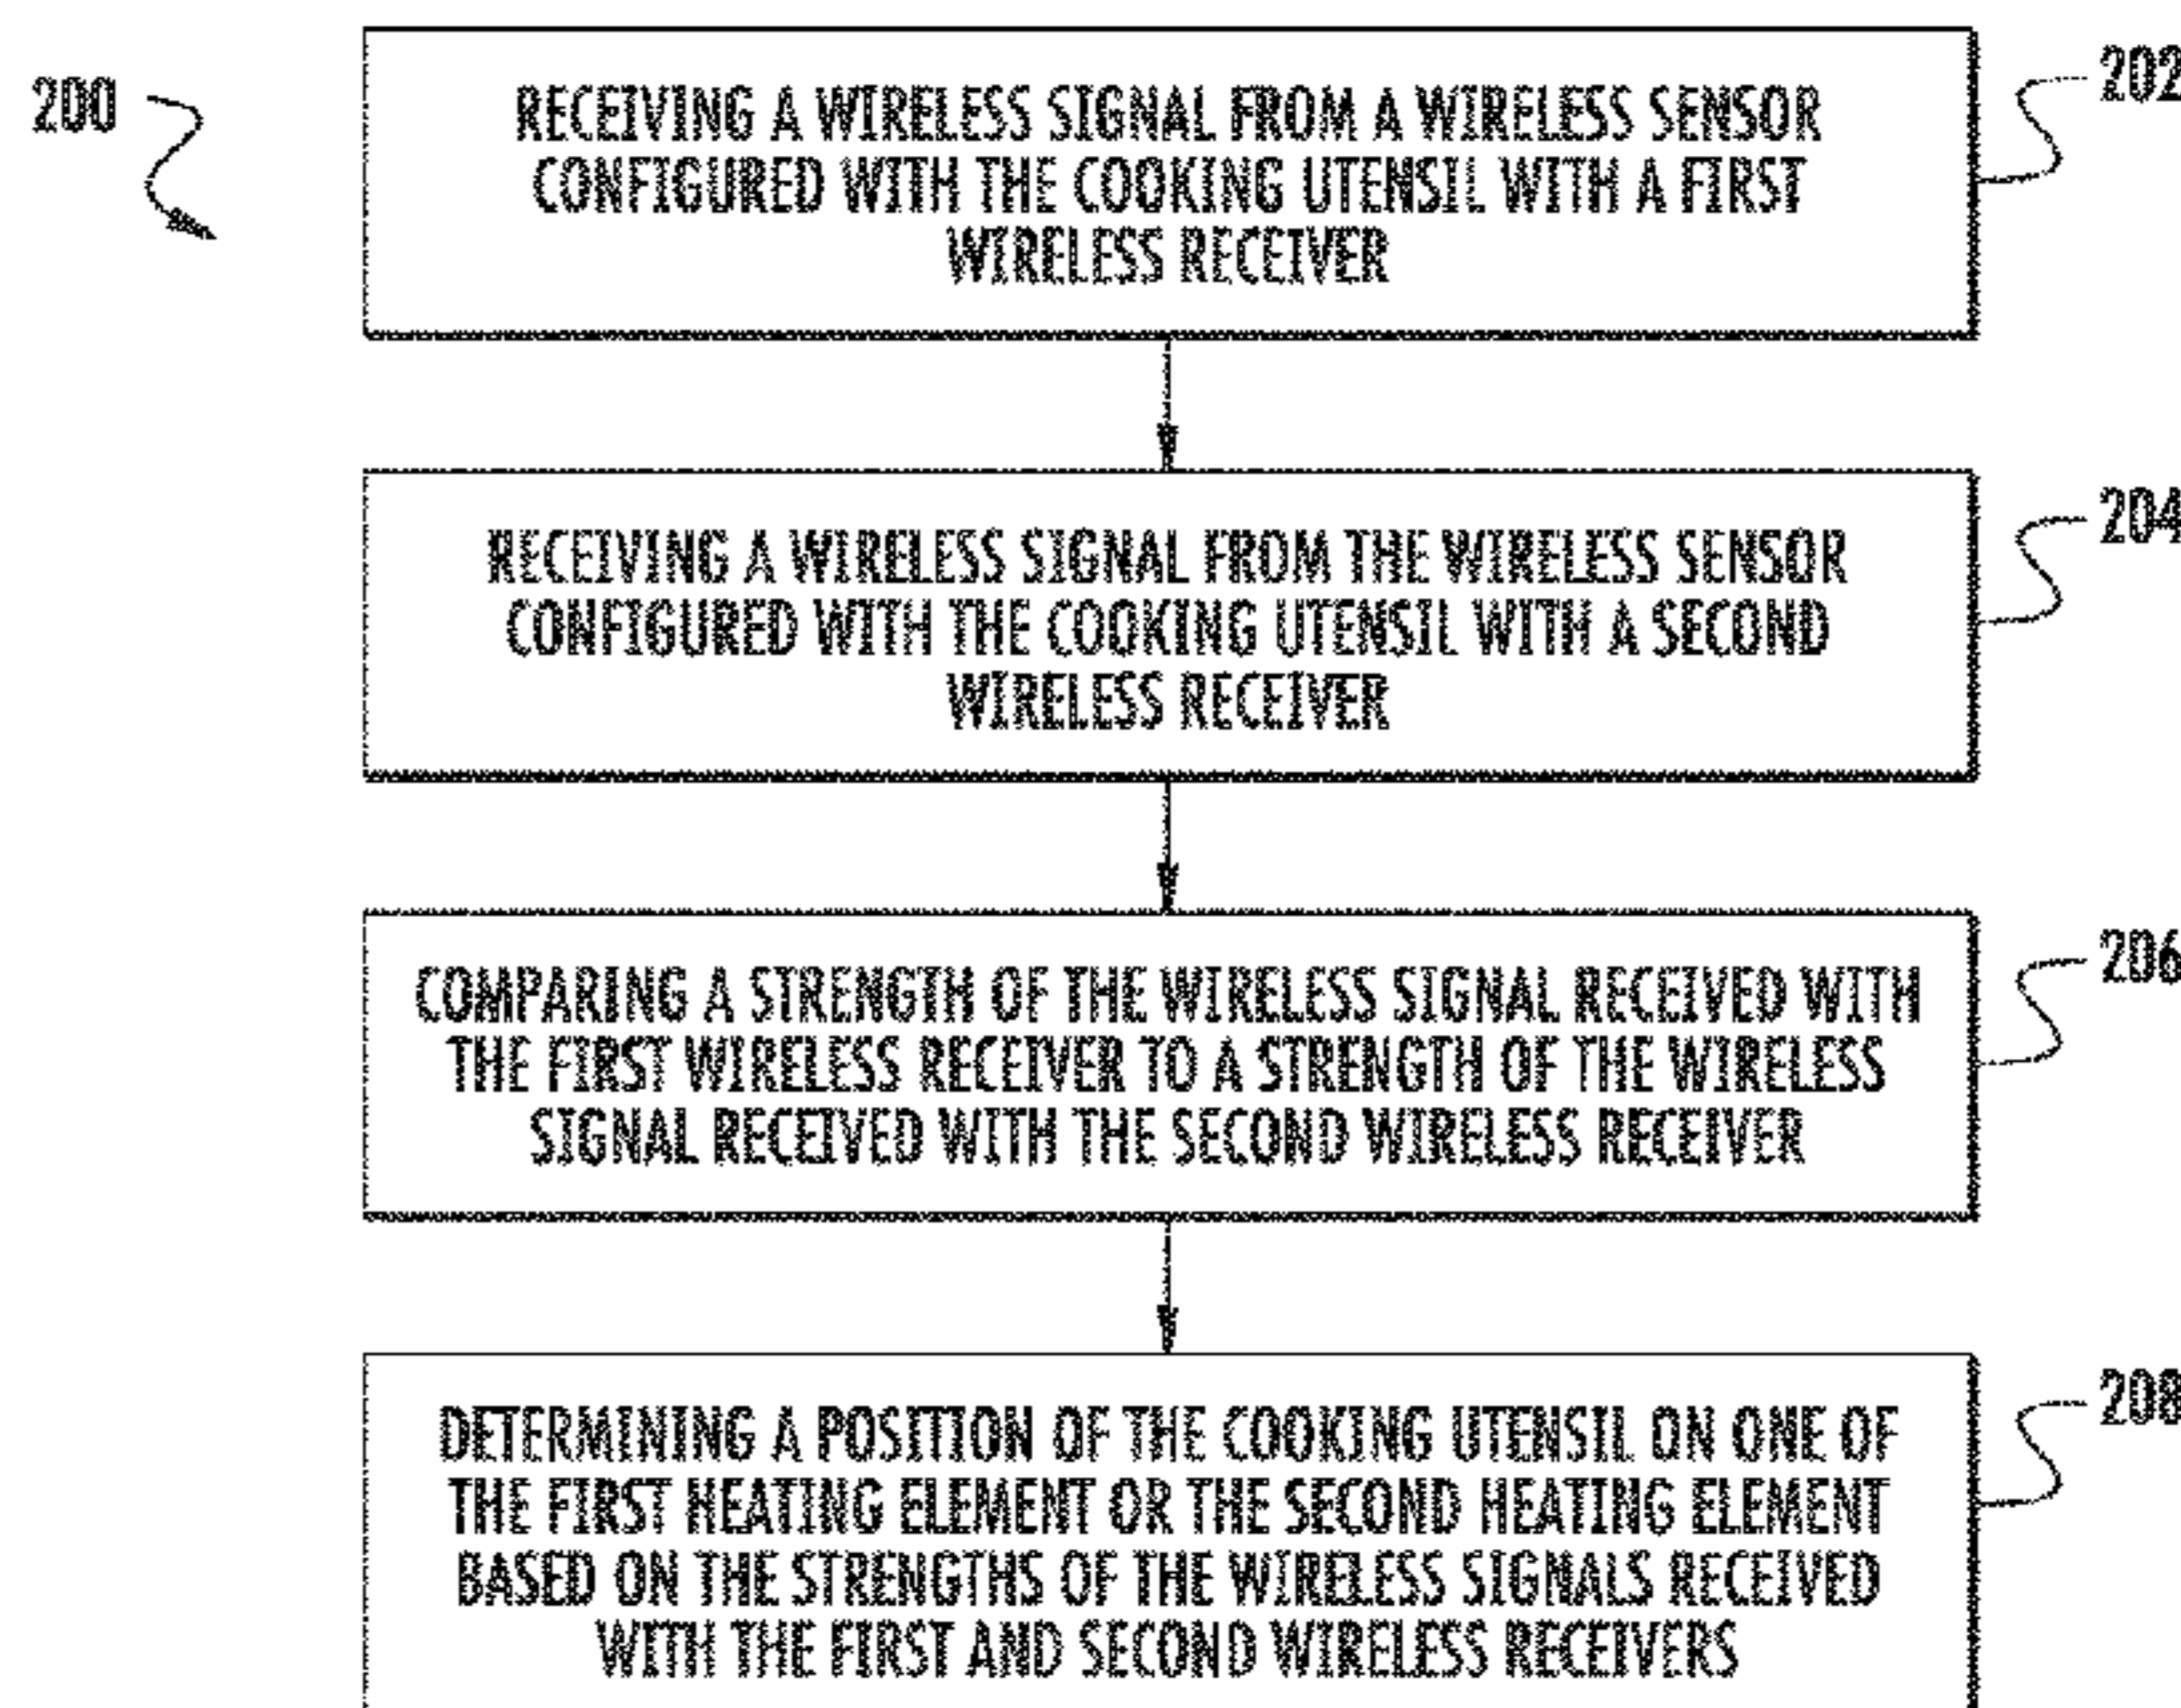 200
202
RECEIVING A WIRELESS SIGNAL FROM A WIRELESS SENSOR
CONFIGURED WITH THE COOKING UTENSIL WITH A FIRST
WIRELESS RECEIVER
204
RECEIVING A WIRELESS SIGNAL FROM THE WIRELESS SENSOR
CONFIGURED WITH THE COOKING UTENSIL WITH A SECOND
WIRELESS RECEIVER
206
COMPARING A STRENGTH OF THE WIRELESS SIGNAL RECEIVED WITH
THE FIRST WIRELESS RECEIVER TO A STRENGTH OF THE WIRELESS
SIGNAL RECEIVED WITH THE SECOND WIRELESS RECEIVER
208
DETERMINING A POSITION OF THE COOKING UTENSIL ON ONE OF
THE FIRST HEATING ELEMENT OR THE SECOND HEATING ELEMENT
BASED ON THE STRENGTHS OF THE WIRELESS SIGNALS RECEIVED
WITH THE FIRST AND SECOND WIRELESS RECEIVERS